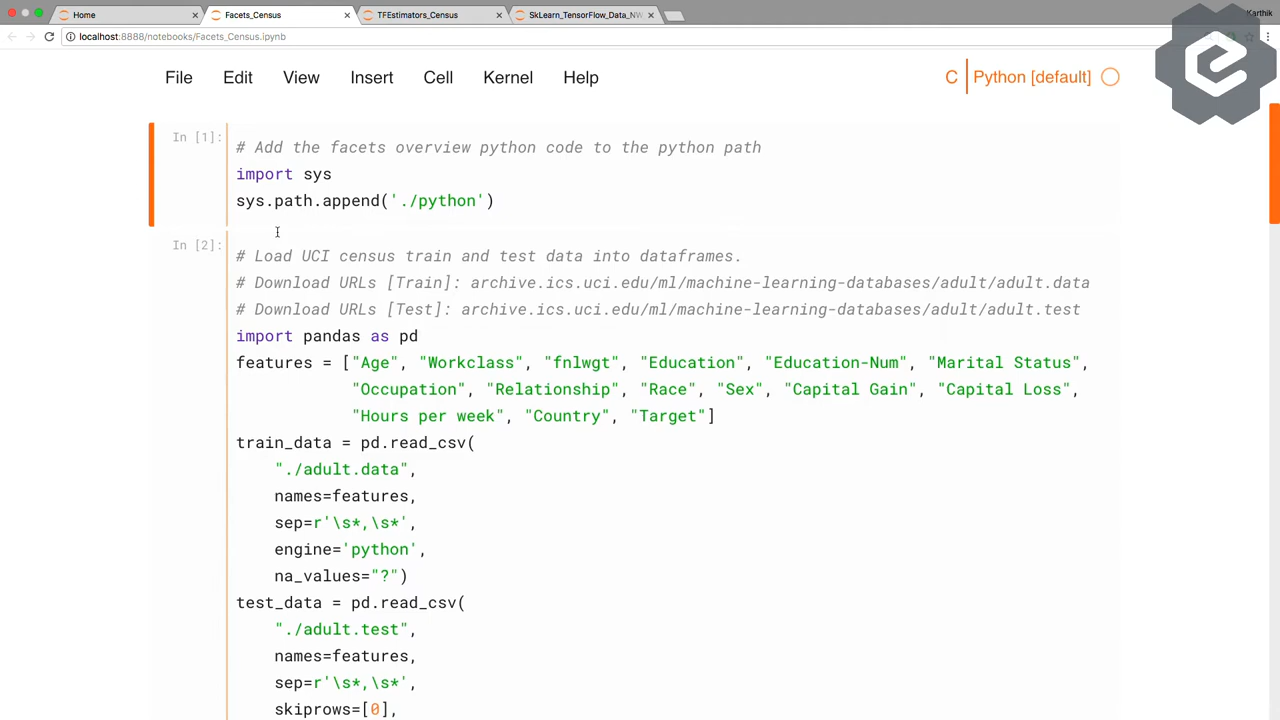 Home
Facets_Census
TFEstimators_Census
SkLearn_TensorFlow_Data_NW
Karthik
localhost:8888/notebooks/Facets_Census.ipynb
File Edit View Insert Cell Kernel Help
C Python [default]
In [1]:
# Add the facets overview python code to the python path
import sys
sys.path.append('./python')
In [2]:
# Load UCI census train and test data into dataframes.
# Download URLs [Train]: archive.ics.uci.edu/ml/machine-learning-databases/adult/adult.data
# Download URLs [Test]: archive.ics.uci.edu/ml/machine-learning-databases/adult/adult.test
import pandas as pd
features = ["Age", "Workclass", "fnlwgt", "Education", "Education-Num", "Marital Status",
"Occupation", "Relationship", "Race", "Sex", "Capital Gain", "Capital Loss",
"Hours per week", "Country", "Target"]
train_data = pd.read_csv(
"./adult.data",
names=features,
sep=r'\s*,\s*',
engine='python',
na_values="?")
test_data = pd.read_csv(
"./adult.test",
names=features,
sep=r'\s*,\s*',
skiprows=[0],